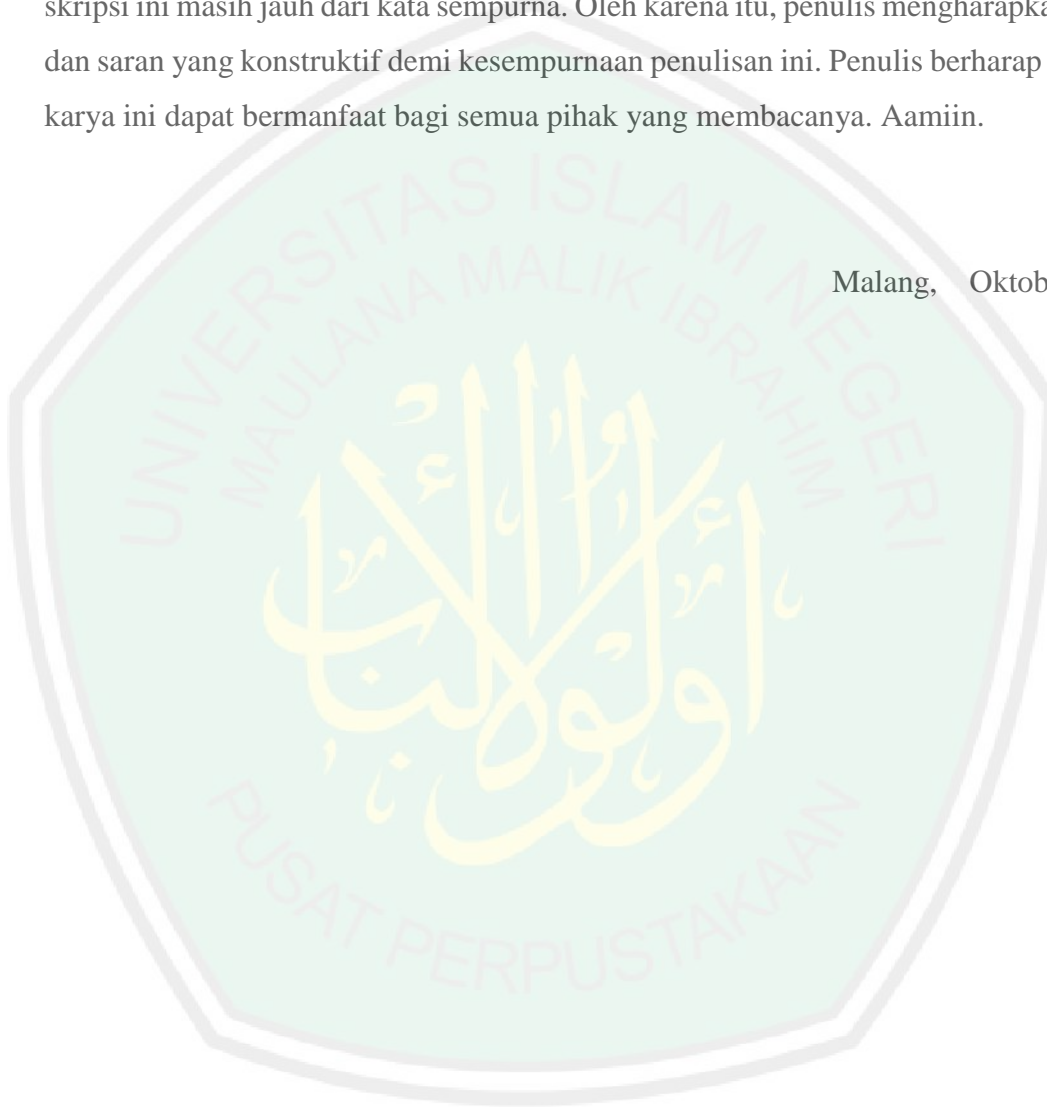 skripsi ini masih jauh dari kata sempurna. Oleh karena itu, penulis mengharapka
dan saran yang konstruktif demi kesempurnaan penulisan ini. Penulis berharap
karya ini dapat bermanfaat bagi semua pihak yang membacanya. Aamiin.
Malang, Oktob
UNIVERSITAS ISLAM NEGERI
MAULANA MALIK IBRAHIM
أولوا الألباب
PUSAT PERPUSTAKAAN